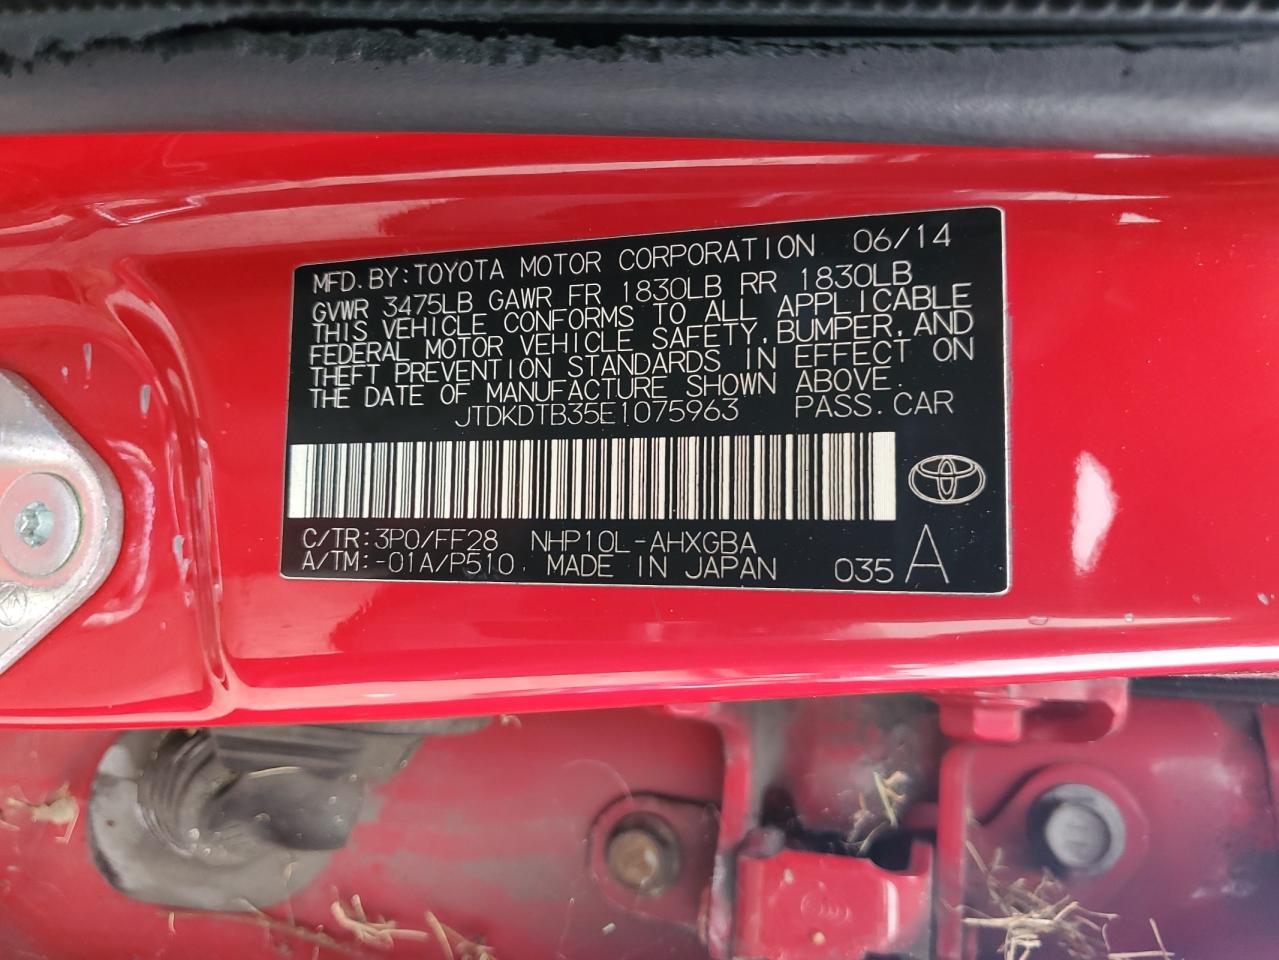 MFD.BY:TOYOTA MOTOR CORPORATION 06/14
GVWR 3475LB GAWR FR 1830LB RR 1830LB
THIS VEHICLE CONFORMS TO ALL APPLICABLE
FEDERAL MOTOR VEHICLE SAFETY,BUMPER,AND
THEFT PREVENTION STANDARDS IN EFFECT ON
THE DATE OF MANUFACTURE SHOWN ABOVE.
JTDKDTB35E1075963 PASS.CAR
C/TR:3P0/FF28 NHP10L-AHXGBA
A/TM:-01A/P510 MADE IN JAPAN 035 A